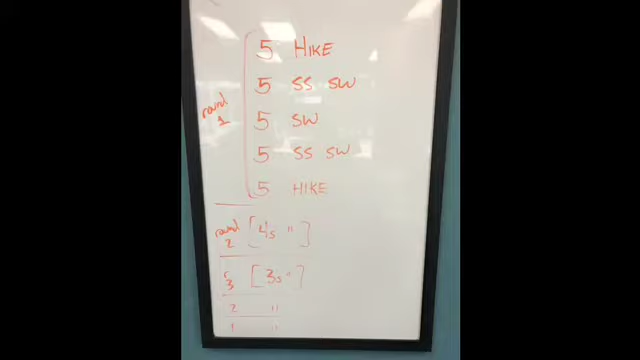 5 HIKE
5 SS SW
round 1 5 SW
5 SS SW
5 HIKE
round 2 [4s "]
r 3 [3s "]
2 "
1 "